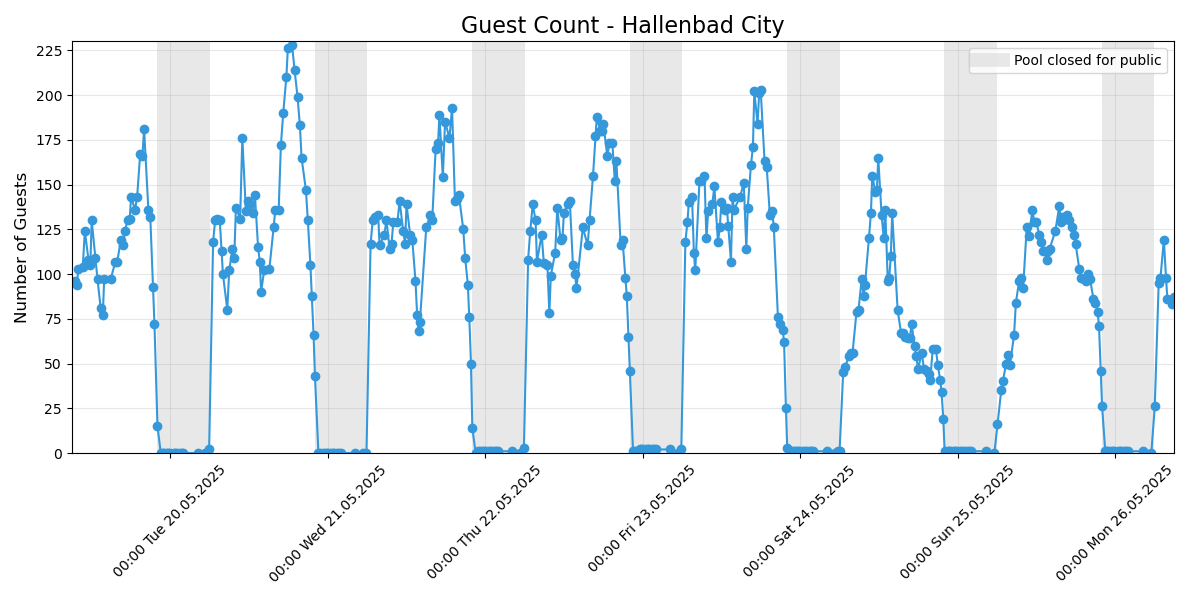 Guest Count - Hallenbad City
Pool closed for public
Number of Guests
225
200
175
150
125
100
75
50
25
0
00:00 Tue 20.05.2025
00:00 Wed 21.05.2025
00:00 Thu 22.05.2025
00:00 Fri 23.05.2025
00:00 Sat 24.05.2025
00:00 Sun 25.05.2025
00:00 Mon 26.05.2025